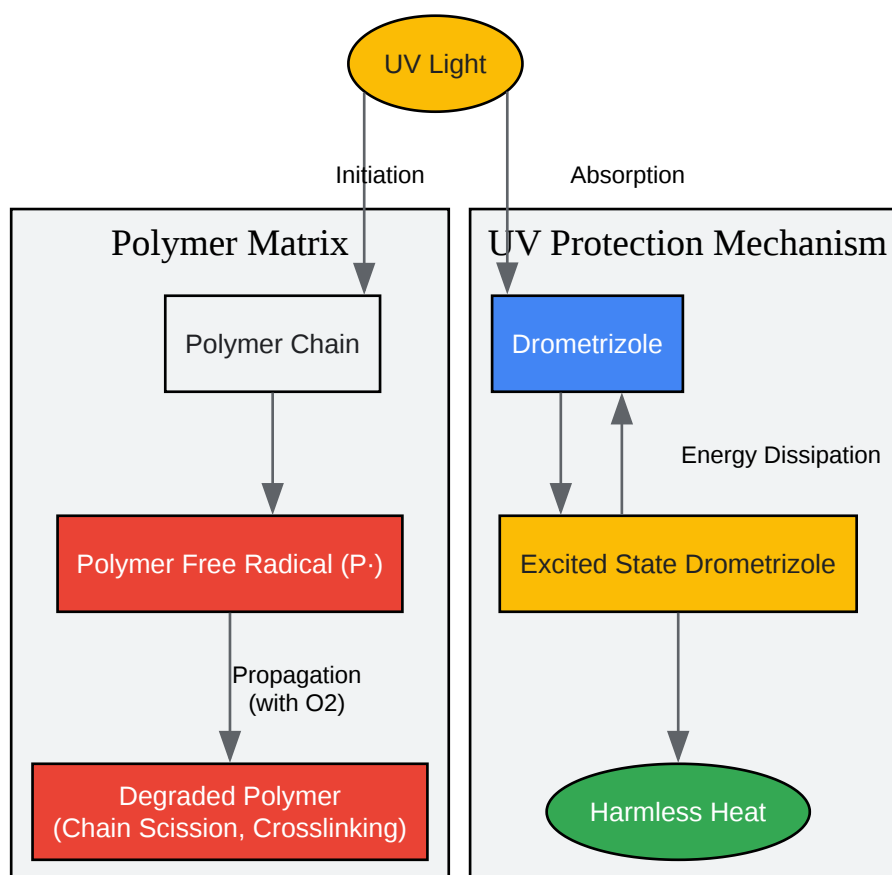 UV Light
Initiation
Absorption
Polymer Matrix
UV Protection Mechanism
Polymer Chain
Drometrizole
Energy Dissipation
Polymer Free Radical (P·)
Excited State Drometrizole
Propagation
(with O2)
Degraded Polymer
(Chain Scission, Crosslinking)
Harmless Heat